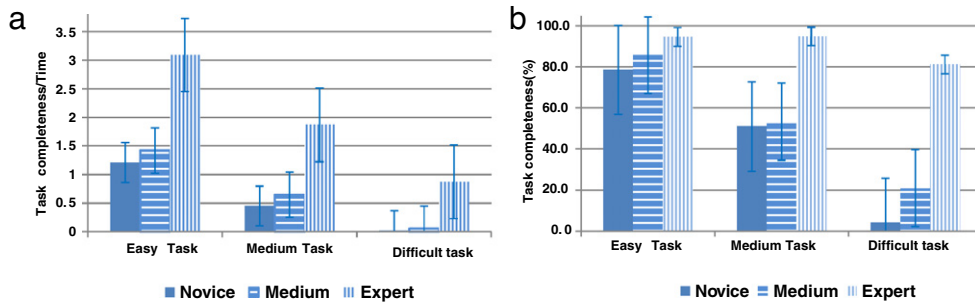 a
Task completeness/Time
3.5
3
2.5
2
1.5
1
0.5
0
Easy Task
Medium Task
Difficult task
Novice Medium Expert
b
Task completeness(%)
100.0
80.0
60.0
40.0
20.0
0.0
Easy Task
Medium Task
Difficult task
Novice Medium Expert